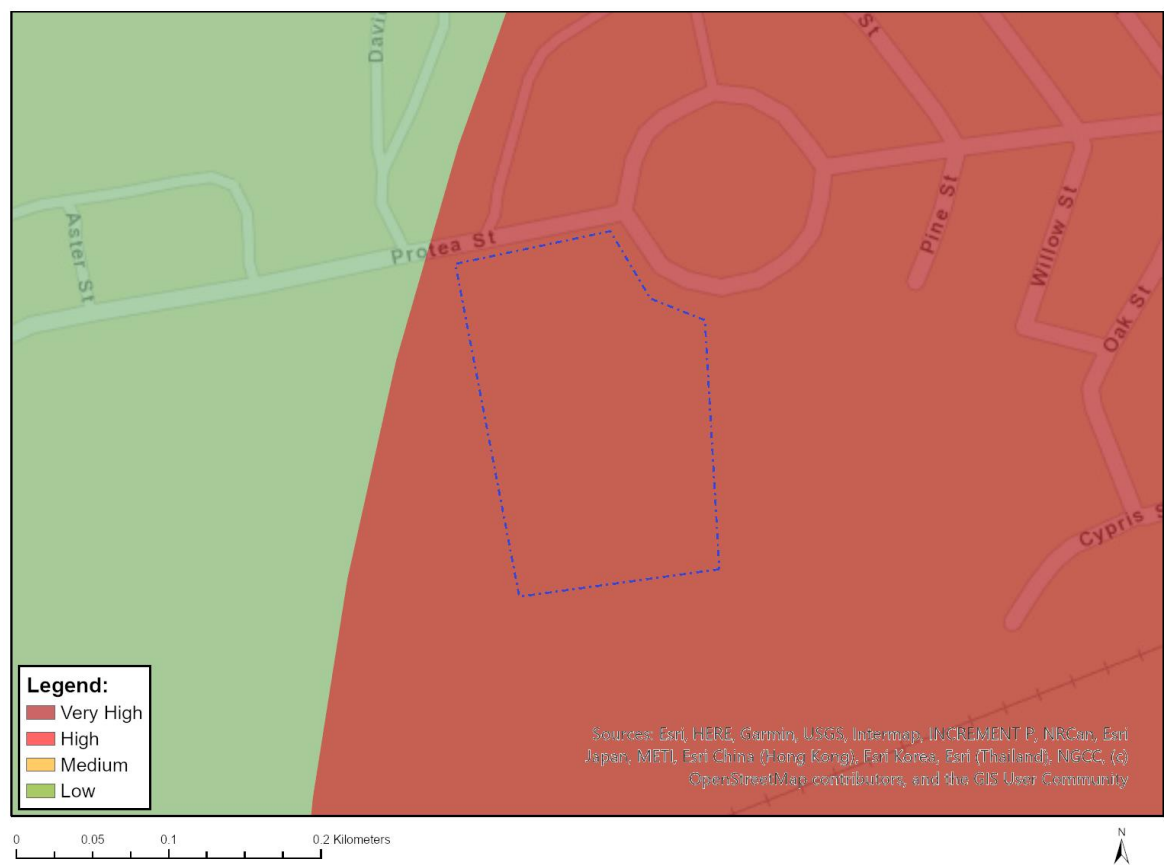 Davi
St
Aster St
Protea St
Pine St
Willow St
Oak St
Cypris S
Legend:
Very High
High
Medium
Low
Sources: Esri, HERE, Garmin, USGS, Intermap, INCREMENT P, NRCan, Esri
Japan, METI, Esri China (Hong Kong), Esri Korea, Esri (Thailand), NGCC, (c)
OpenStreetMap contributors, and the GIS User Community
0 0.05 0.1 0.2 Kilometers
N